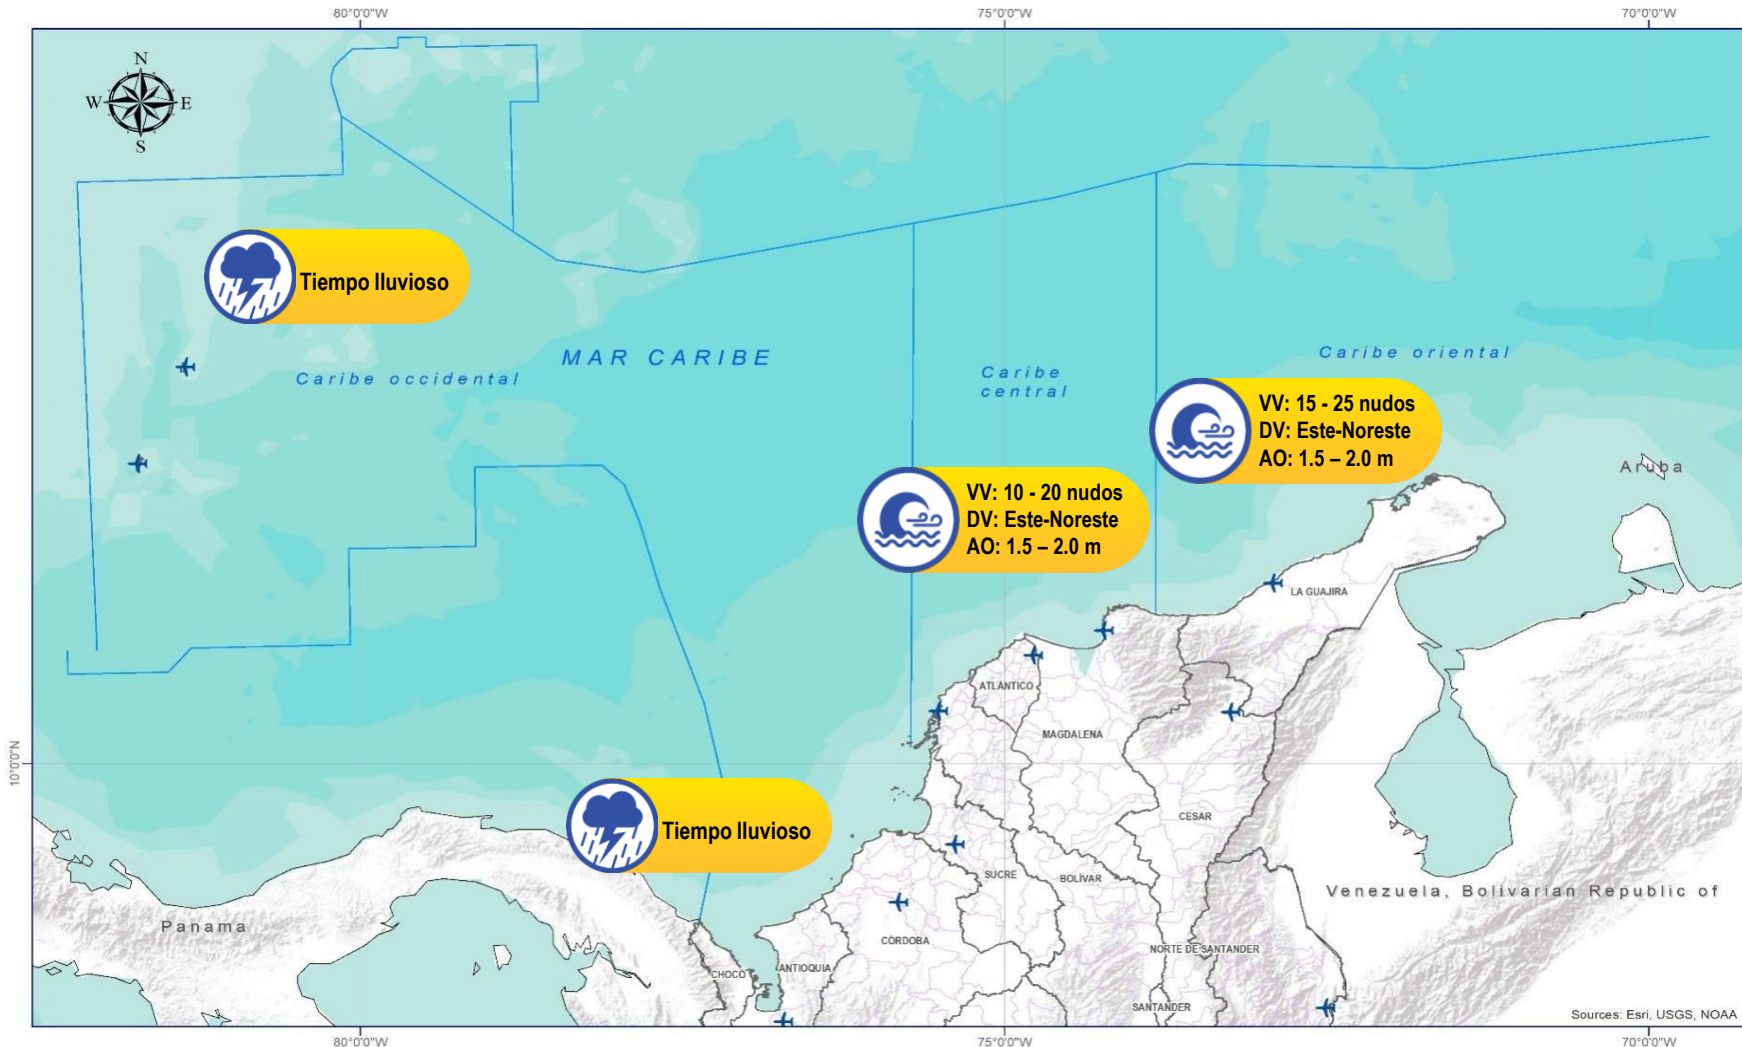 80°0'0"W
75°0'0"W
70°0'0"W
N
W
E
S
Tiempo lluvioso
MAR CARIBE
Caribe occidental
Caribe
central
Caribe oriental
VV: 15 - 25 nudos
DV: Este-Noreste
AO: 1.5 – 2.0 m
VV: 10 - 20 nudos
DV: Este-Noreste
AO: 1.5 – 2.0 m
Aruba
LA GUAJIRA
ATLÁNTICO
MAGDALENA
10°0'0"N
Tiempo lluvioso
CESAR
SUCRE
BOLÍVAR
Venezuela, Bolivarian Republic of
Panama
CÓRDOBA
NORTE DE SANTANDER
CHOCÓ
ANTIOQUIA
SANTANDER
Sources: Esri, USGS, NOAA
80°0'0"W
75°0'0"W
70°0'0"W